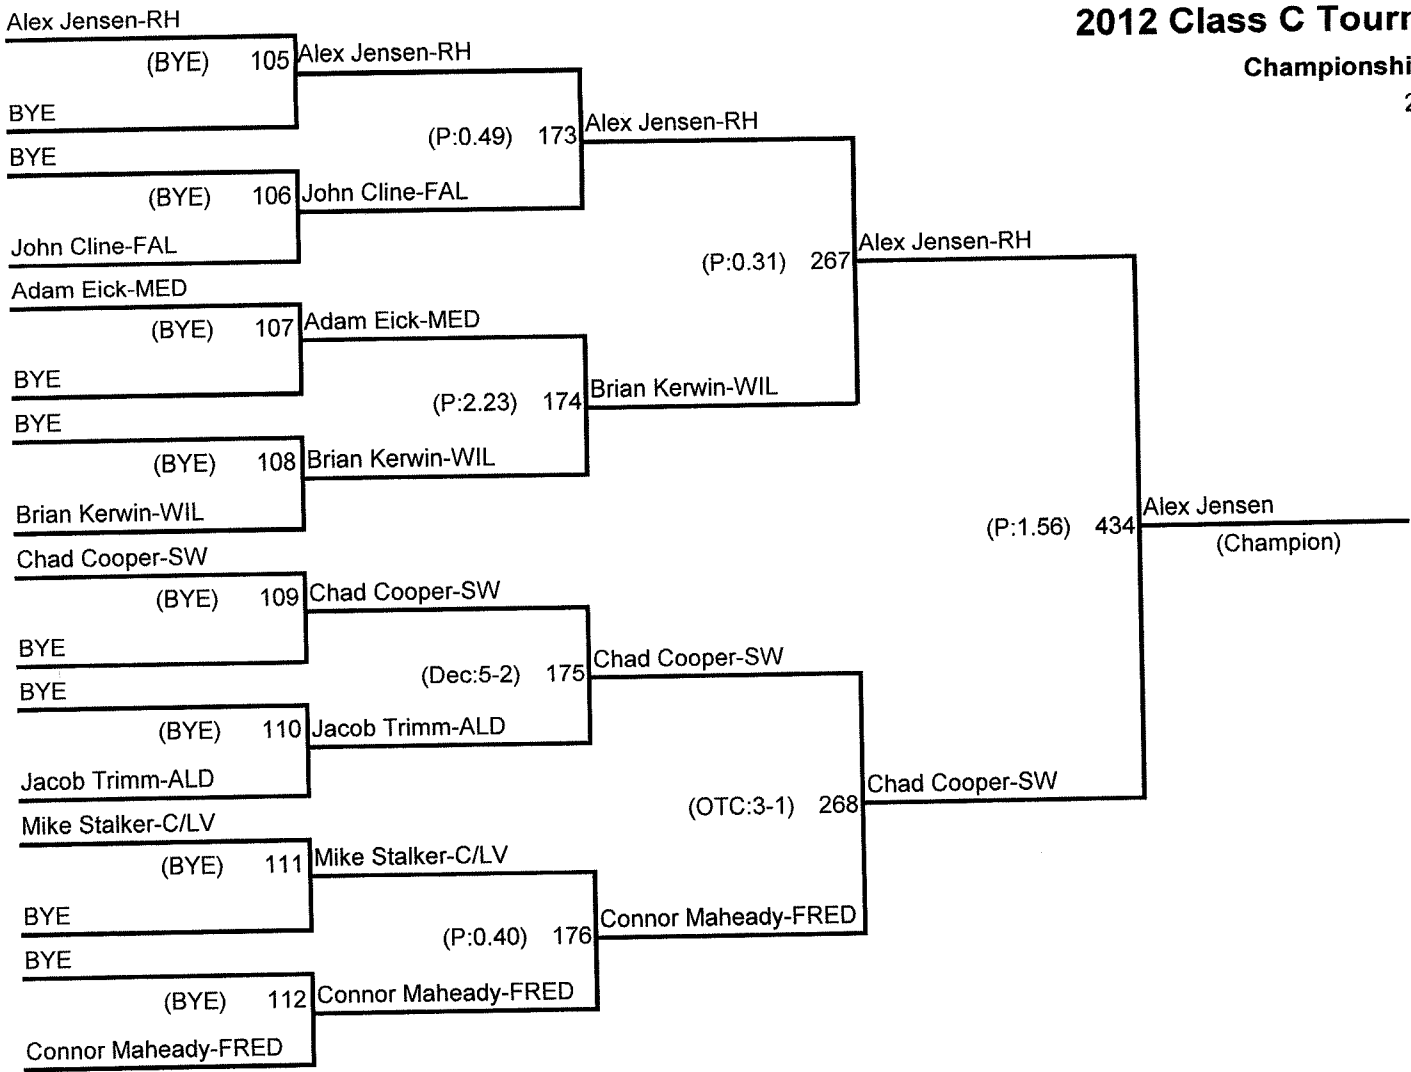 2012 Class C Tourr
Championshi
Alex Jensen-RH
(BYE) 105
BYE
Alex Jensen-RH
BYE
(BYE) 106
John Cline-FAL
John Cline-FAL
(P:0.49) 173
Alex Jensen-RH
Adam Eick-MED
(BYE) 107
BYE
Adam Eick-MED
BYE
(BYE) 108
Brian Kerwin-WIL
Brian Kerwin-WIL
(P:2.23) 174
Brian Kerwin-WIL
(P:0.31) 267
Alex Jensen-RH
Chad Cooper-SW
(BYE) 109
BYE
Chad Cooper-SW
BYE
(BYE) 110
Jacob Trimm-ALD
Jacob Trimm-ALD
(Dec:5-2) 175
Chad Cooper-SW
Mike Stalker-C/LV
(BYE) 111
BYE
Mike Stalker-C/LV
BYE
(BYE) 112
Connor Maheady-FRED
Connor Maheady-FRED
(P:0.40) 176
Connor Maheady-FRED
(OTC:3-1) 268
Chad Cooper-SW
(P:1.56) 434
Alex Jensen
(Champion)